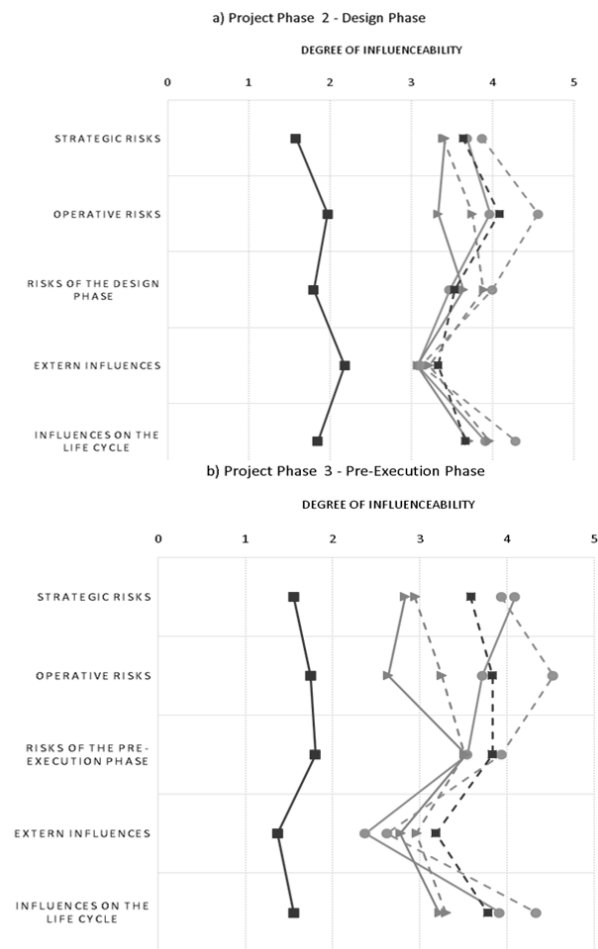 a) Project Phase 2 - Design Phase
DEGREE OF INFLUENCEABILITY
0 1 2 3 4 5
STRATEGIC RISKS
OPERATIVE RISKS
RISKS OF THE DESIGN
PHASE
EXTERN INFLUENCES
INFLUENCES ON THE
LIFE CYCLE
b) Project Phase 3 - Pre-Execution Phase
DEGREE OF INFLUENCEABILITY
0 1 2 3 4 5
STRATEGIC RISKS
OPERATIVE RISKS
RISKS OF THE PRE-
EXECUTION PHASE
EXTERN INFLUENCES
INFLUENCES ON THE
LIFE CYCLE